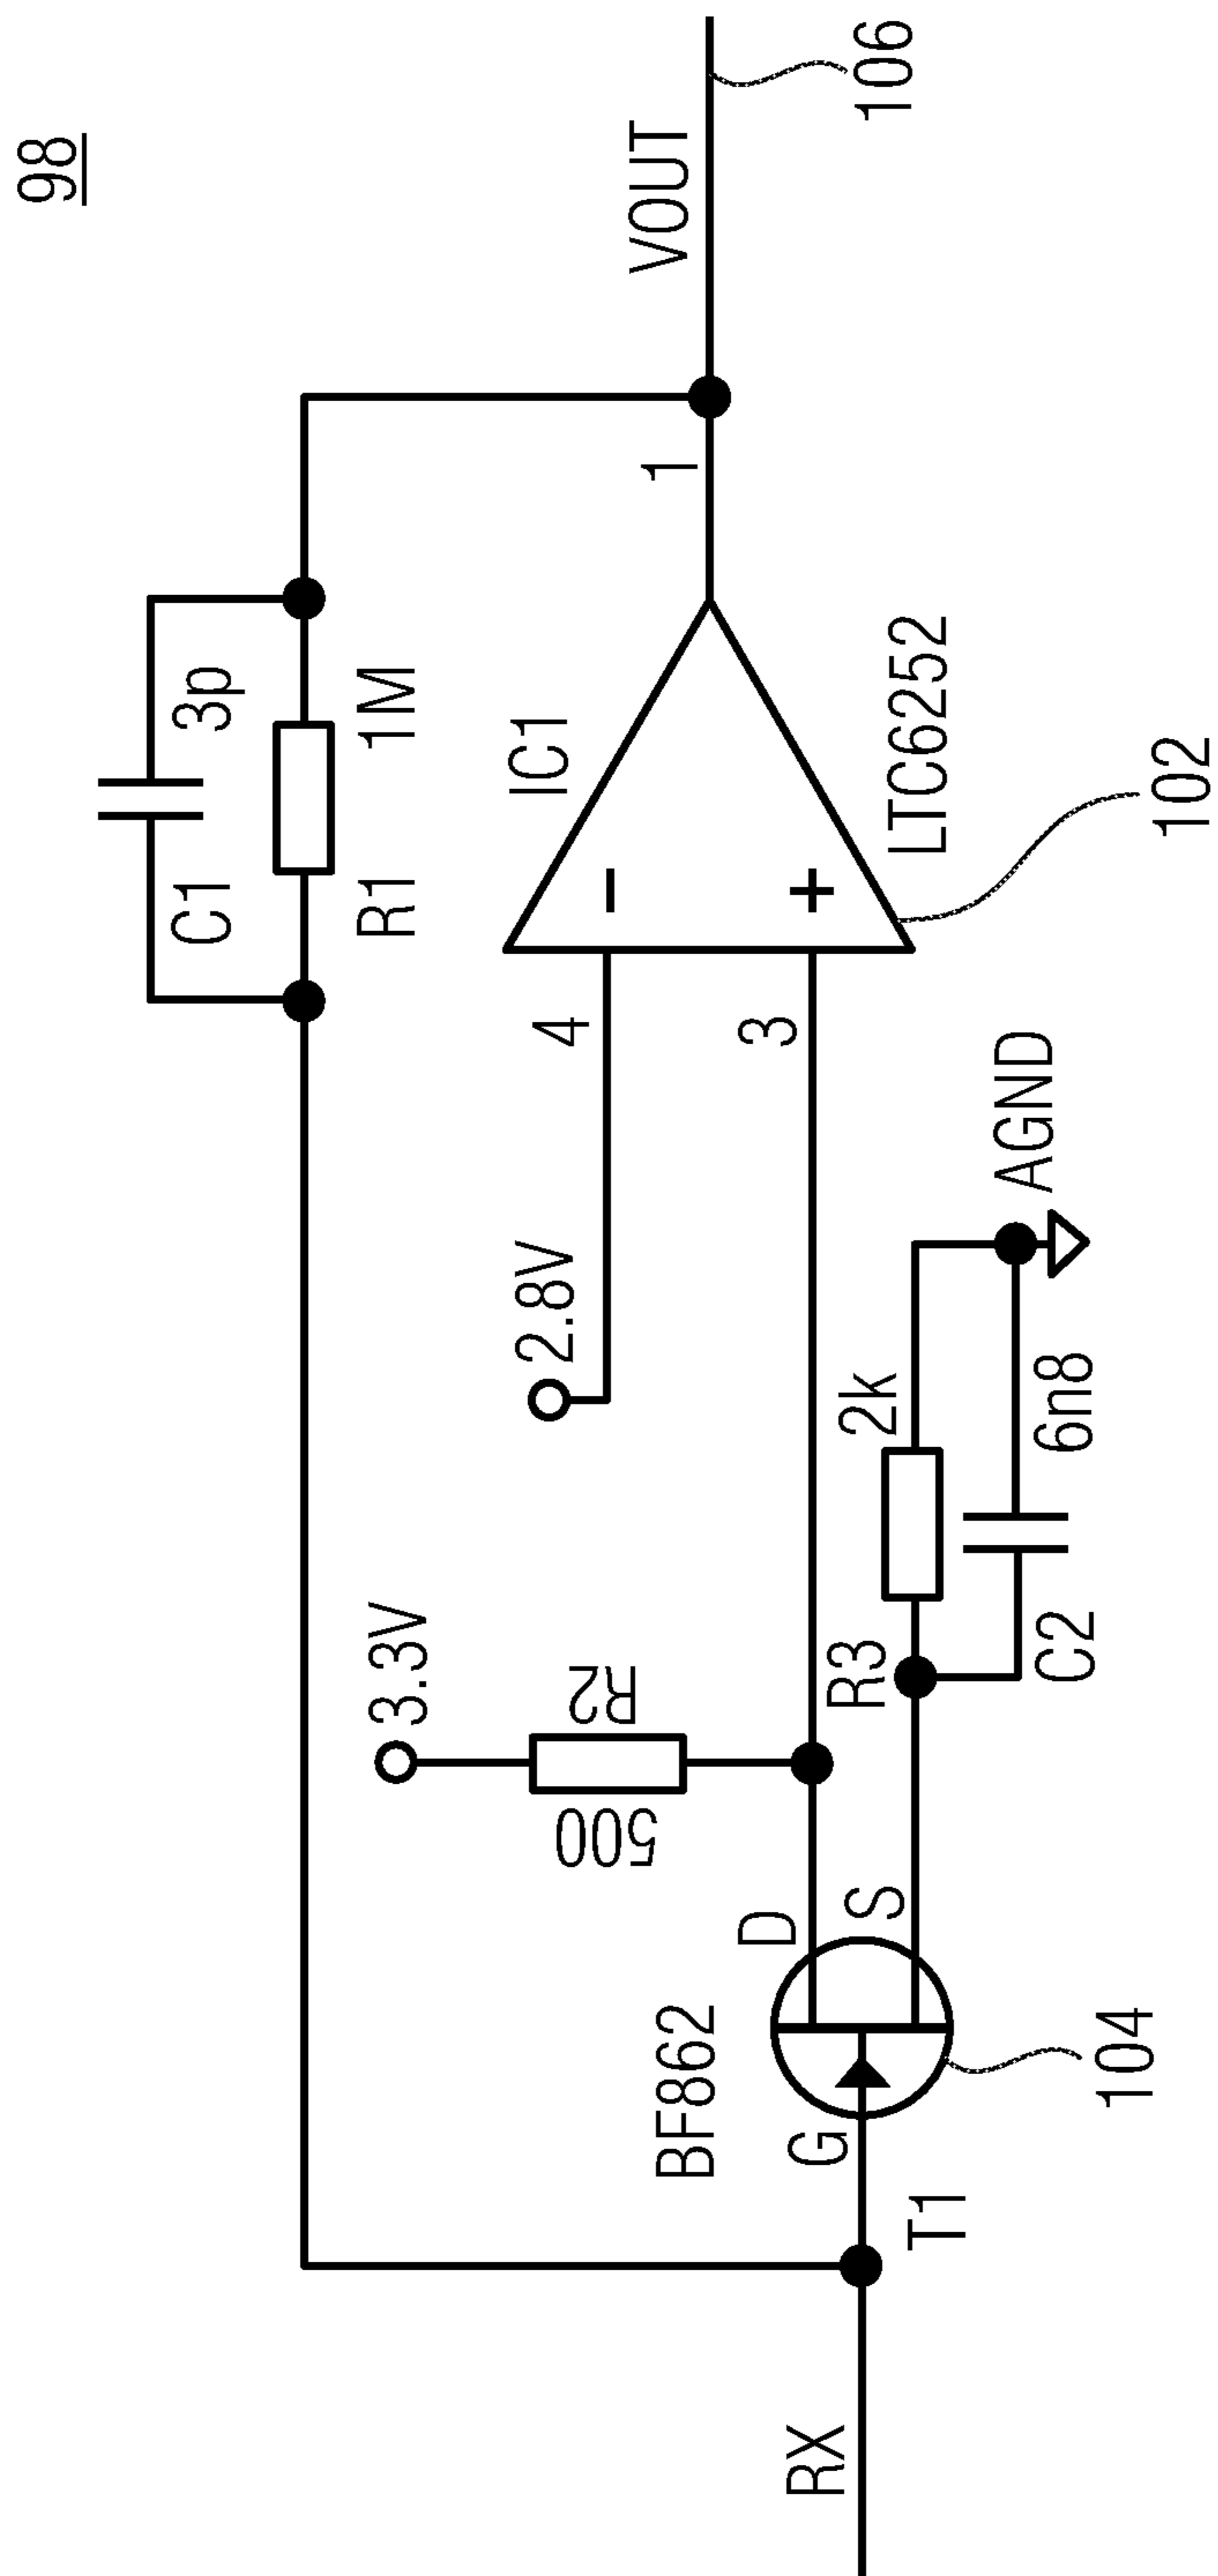 98
C1
3p
R1
1M
VOUT
106
1
IC1
LTC6252
102
4
3
2.8V
3.3V
R2
500
AGND
2k
R3
6n8
C2
D
S
G
BF862
104
T1
RX